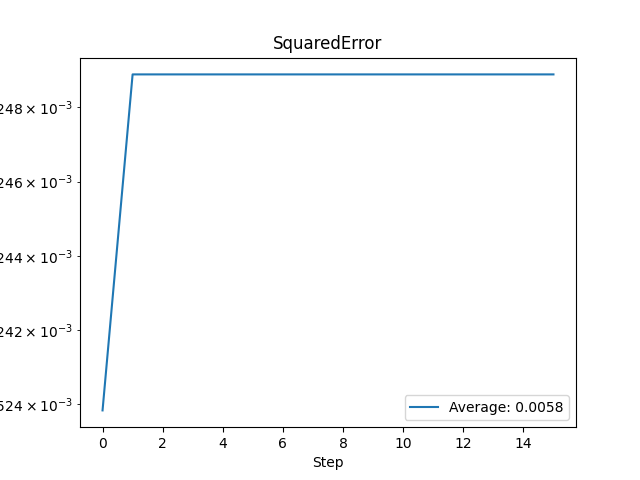 SquaredError
248 × 10⁻³
246 × 10⁻³
244 × 10⁻³
242 × 10⁻³
524 × 10⁻³
Average: 0.0058
0 2 4 6 8 10 12 14
Step